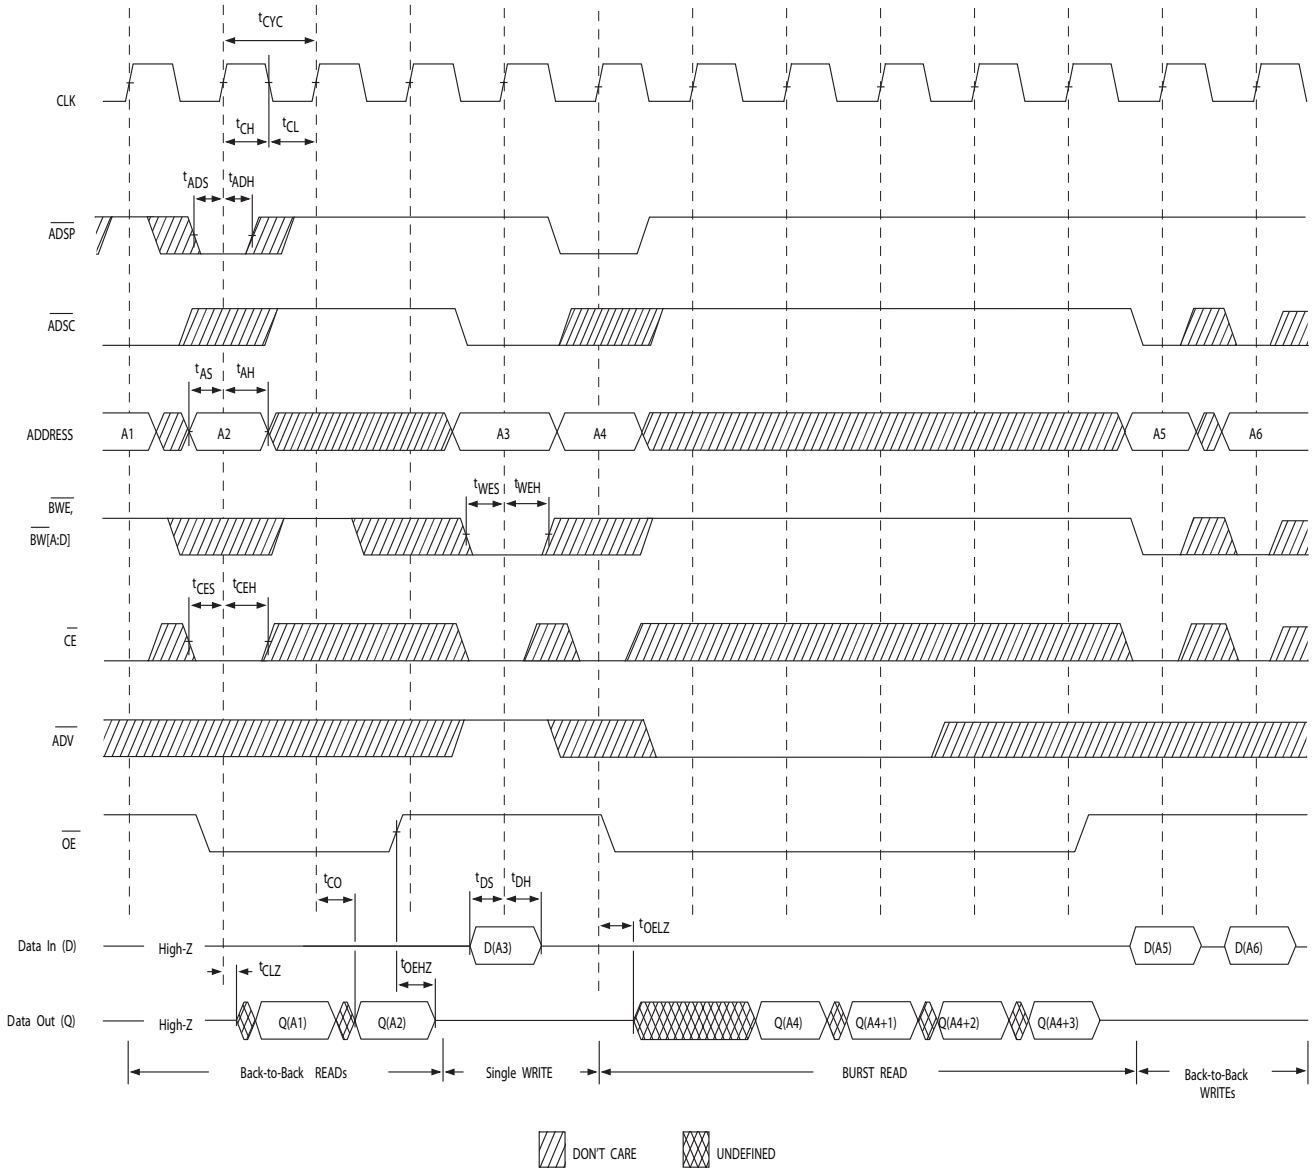 tCYC
CLK
tCH
tCL
tADS
tADH
ADSP
ADSC
tAS
tAH
ADDRESS
A1
A2
A3
A4
A5
A6
tWES
tWEH
BWE,
BW[A:D]
tCES
tCEH
CE
ADV
OE
tCO
tDS
tDH
tOELZ
Data In (D)
High-Z
D(A3)
D(A5)
D(A6)
tCLZ
tOEHZ
Data Out (Q)
High-Z
Q(A1)
Q(A2)
Q(A4)
Q(A4+1)
Q(A4+2)
Q(A4+3)
Back-to-Back READs
Single WRITE
BURST READ
Back-to-Back
WRITEs
DON'T CARE
UNDEFINED